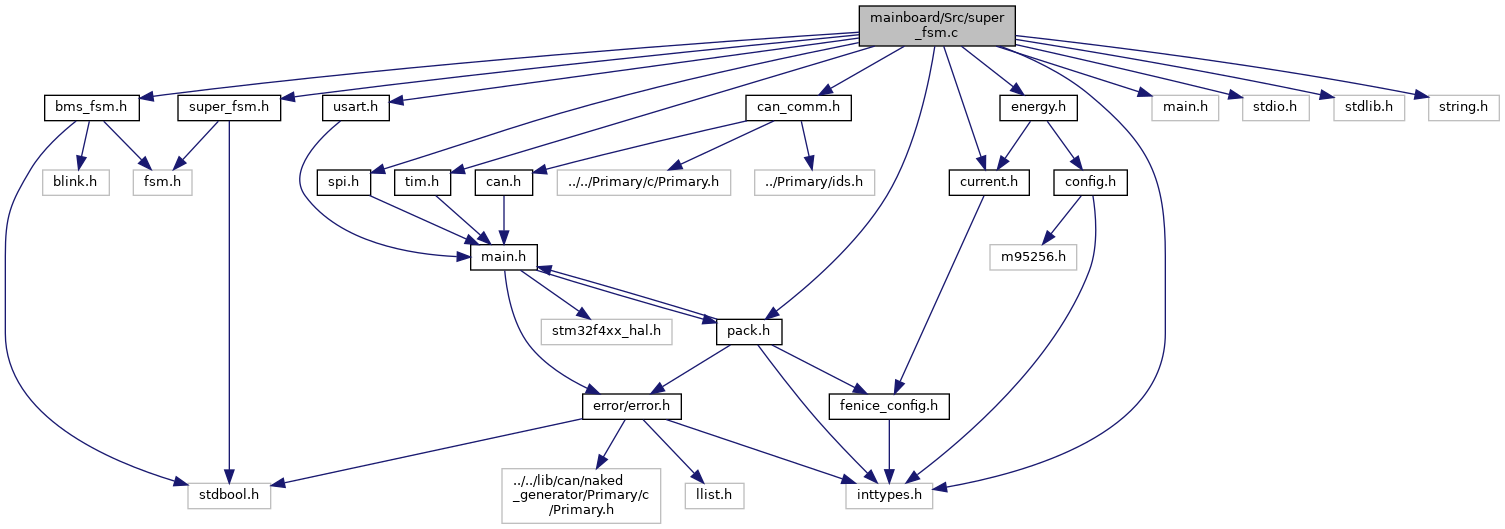 mainboard/Src/super
_fsm.c
bms_fsm.h
super_fsm.h
usart.h
can_comm.h
energy.h
main.h
stdio.h
stdlib.h
string.h
blink.h
fsm.h
spi.h
tim.h
can.h
../../Primary/c/Primary.h
../Primary/ids.h
current.h
config.h
main.h
m95256.h
stm32f4xx_hal.h
pack.h
error/error.h
fenice_config.h
stdbool.h
../../lib/can/naked
_generator/Primary/c
/Primary.h
llist.h
inttypes.h